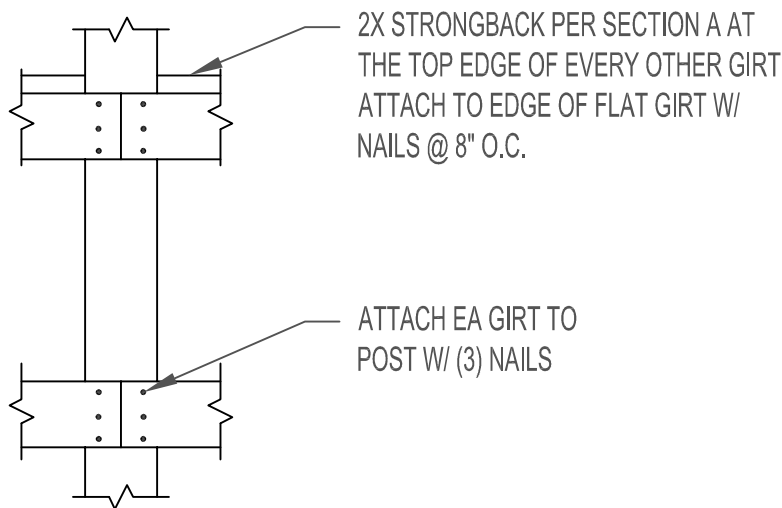 2X STRONGBACK PER SECTION A AT
THE TOP EDGE OF EVERY OTHER GIRT
ATTACH TO EDGE OF FLAT GIRT W/
NAILS @ 8" O.C.
ATTACH EA GIRT TO
POST W/ (3) NAILS